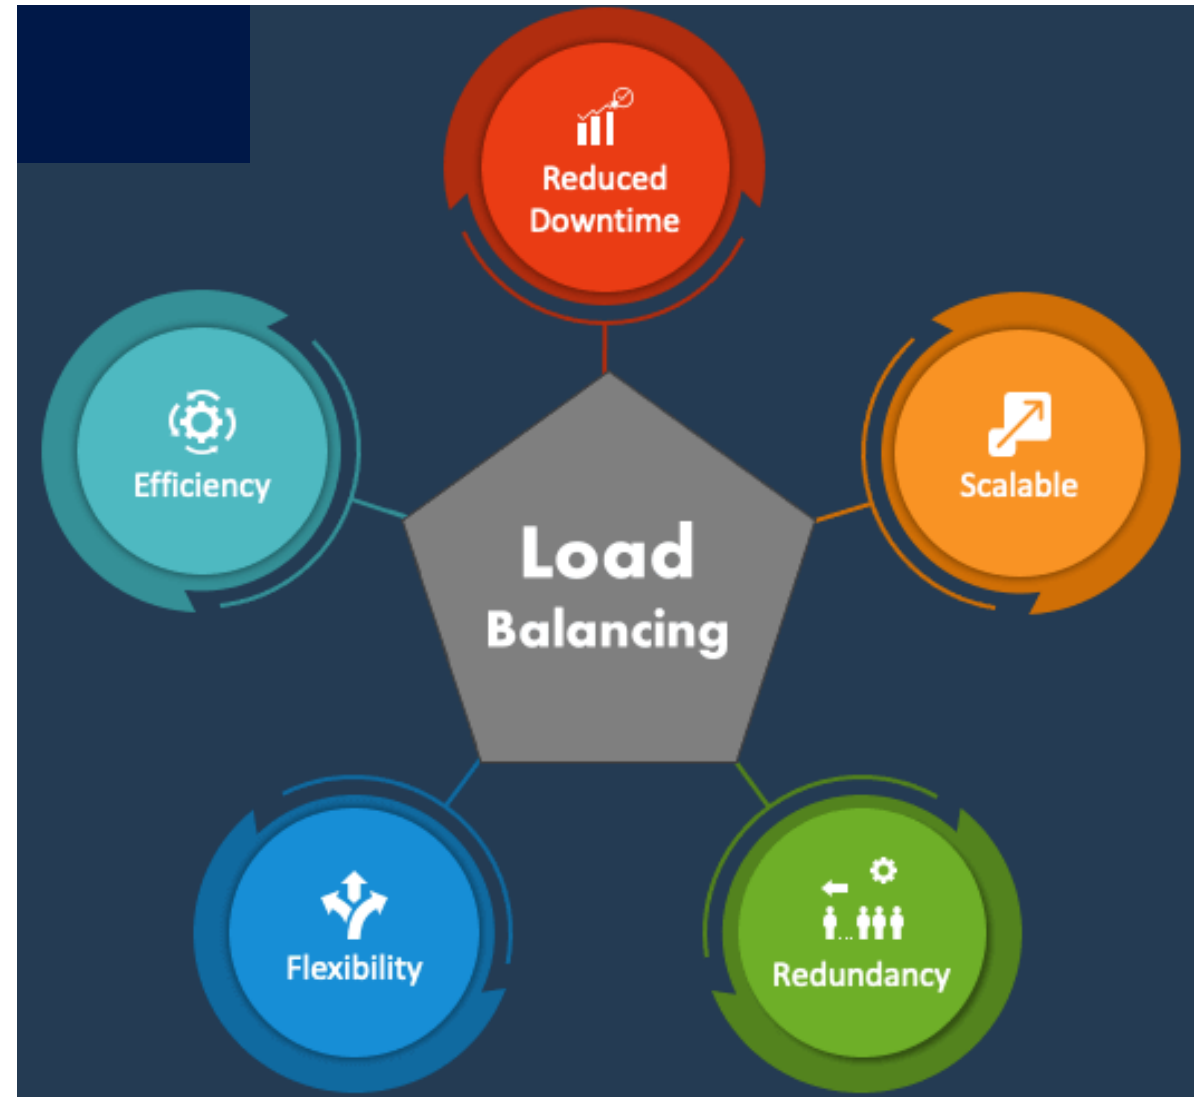 Reduced
Downtime
Efficiency
Scalable
Load
Balancing
Flexibility
Redundancy